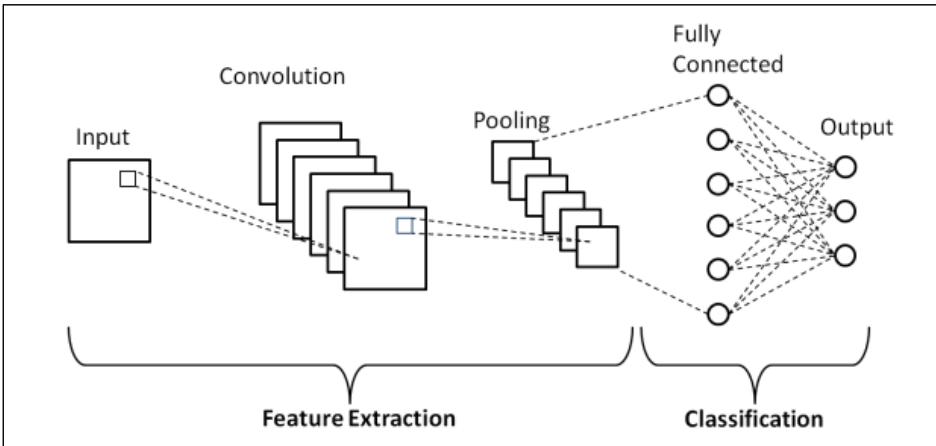 Input
Convolution
Pooling
Fully
Connected
Output
Feature Extraction
Classification